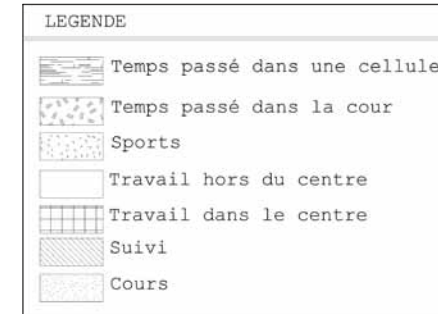 LEGENDE
Temps passé dans une cellule
Temps passé dans la cour
Sports
Travail hors du centre
Travail dans le centre
Suivi
Cours